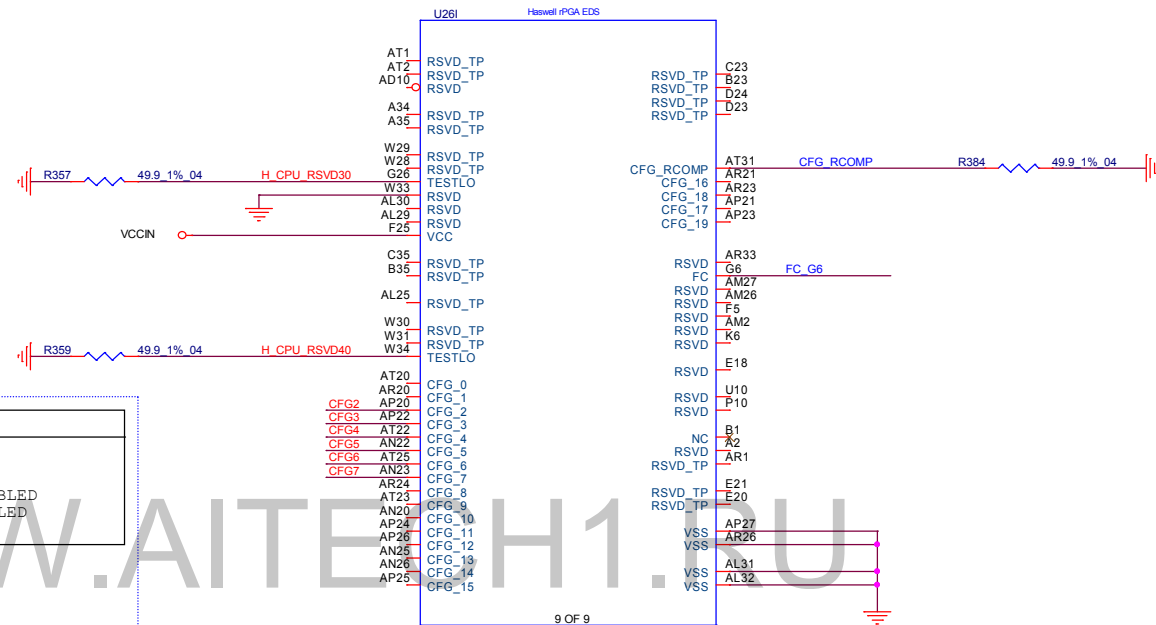 U26I
Haswell rPGA EDS
AT1 RSVD_TP
AT2 RSVD_TP
AD10 RSVD
A34 RSVD_TP
A35 RSVD_TP
W29 RSVD_TP
W28 RSVD_TP
R357 49.9_1%_04 H_CPU_RSVD30 G26 TESTLO
W33 RSVD
AL30 RSVD
AL29 RSVD
VCCIN F25 VCC
C35 RSVD_TP
B35 RSVD_TP
AL25 RSVD_TP
W30 RSVD_TP
W31 RSVD_TP
R359 49.9_1%_04 H_CPU_RSVD40 W34 TESTLO
AT20 CFG_0
AR20 CFG_1
CFG2 AP20 CFG_2
CFG3 AP22 CFG_3
CFG4 AT22 CFG_4
CFG5 AN22 CFG_5
CFG6 AT25 CFG_6
CFG7 AN23 CFG_7
AR24 CFG_8
AT23 CFG_9
AN20 CFG_10
AP24 CFG_11
AP26 CFG_12
AN25 CFG_13
AN26 CFG_14
AP25 CFG_15
RSVD_TP C23
RSVD_TP B23
RSVD_TP D24
RSVD_TP D23
CFG_RCOMP AT31 CFG_RCOMP R384 49.9_1%_04
CFG_16 AR21
CFG_18 AR23
CFG_17 AP21
CFG_19 AP23
RSVD AR33
FC G6 FC_G6
RSVD AM27
RSVD AM26
RSVD F5
RSVD AM2
RSVD K6
RSVD E18
RSVD U10
RSVD P10
NC B1
RSVD A2
RSVD_TP AR1
RSVD_TP E21
RSVD_TP E20
VSS AP27
VSS AR26
VSS AL31
VSS AL32
9 OF 9
BLED
LED
W.AITECH1.RU